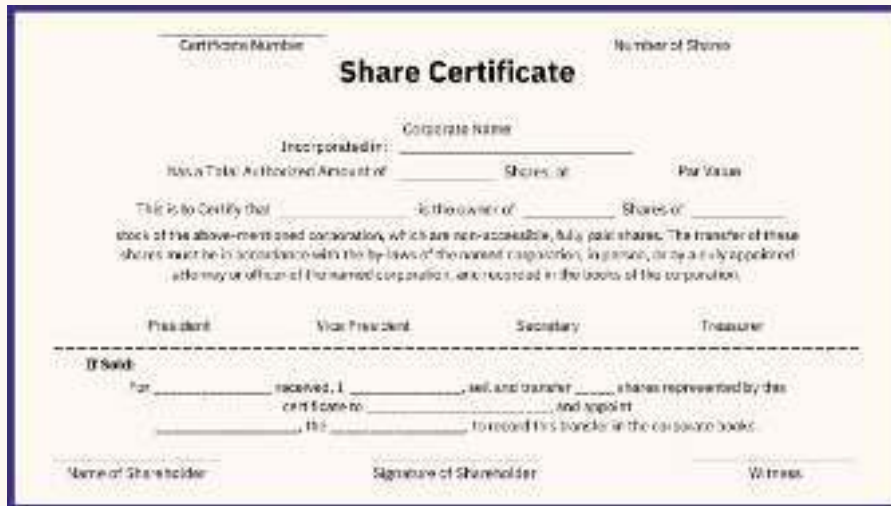 Certificate Number Number of Shares
Share Certificate
Corporate Name
Incorporated in:
has a Total Authorized Amount of Shares, at Par Value
This is to Certify that is the owner of Shares of
stock of the above-mentioned corporation, which are non-accessible, fully paid shares. The transfer of these
shares must be in accordance with the by-laws of the named corporation, in person, or by a duly appointed
attorney or officer of the named corporation, and recorded in the books of the corporation.
President Vice President Secretary Treasurer
If Sold:
For received, I , sell and transfer shares represented by this
certificate to and appoint
, the to record this transfer in the corporate books.
Name of Shareholder Signature of Shareholder Witness